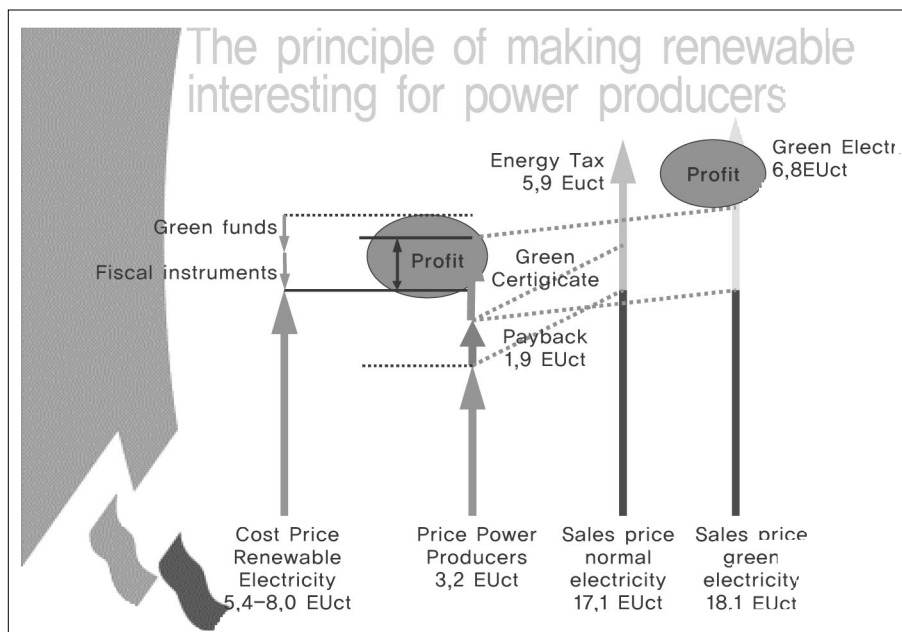 The principle of making renewable
interesting for power producers
Energy Tax
5,9 Euct
Profit
Green Electr.
6,8EUct
Green funds
Fiscal instruments
Profit
Green
Certigicate
Payback
1,9 EUct
Cost Price
Renewable
Electricity
5,4–8,0 EUct
Price Power
Producers
3,2 EUct
Sales price
normal
electricity
17,1 EUct
Sales price
green
electricity
18.1 EUct